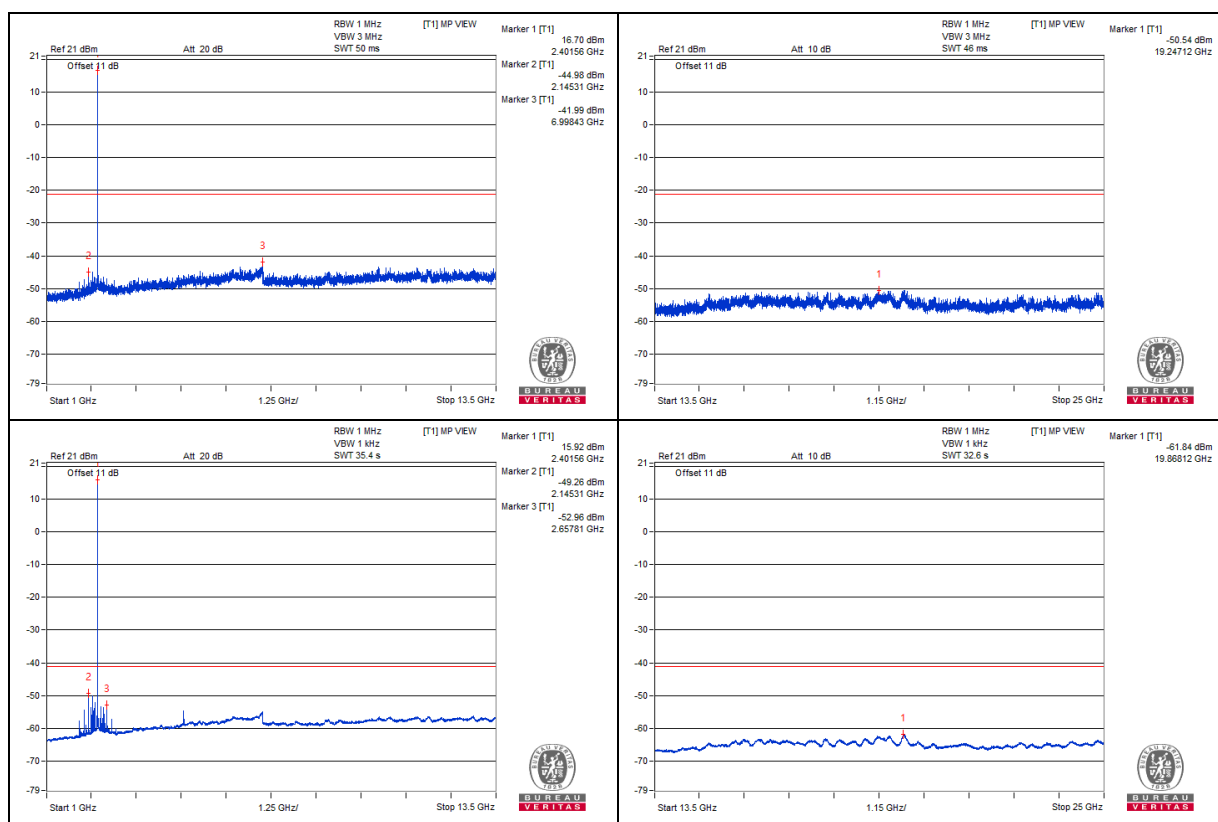 RBW 1 MHz [T1] MP VIEW
VBW 3 MHz
Ref 21 dBm Att 20 dB SWT 50 ms
Marker 1 [T1]
16.70 dBm
2.40156 GHz
Marker 2 [T1]
-44.98 dBm
2.14531 GHz
Marker 3 [T1]
-41.99 dBm
6.99843 GHz
21
Offset 11 dB
10
0
-10
-20
-30
-40
-50
-60
-70
-79
2
3
Start 1 GHz 1.25 GHz/ Stop 13.5 GHz
BUREAU VERITAS
1828
BUREAU
VERITAS
RBW 1 MHz [T1] MP VIEW
VBW 3 MHz
Ref 21 dBm Att 10 dB SWT 46 ms
Marker 1 [T1]
-50.54 dBm
19.24712 GHz
21
Offset 11 dB
10
0
-10
-20
-30
-40
-50
-60
-70
-79
1
Start 13.5 GHz 1.15 GHz/ Stop 25 GHz
BUREAU VERITAS
1828
BUREAU
VERITAS
RBW 1 MHz [T1] MP VIEW
VBW 1 kHz
Ref 21 dBm Att 20 dB SWT 35.4 s
Marker 1 [T1]
15.92 dBm
2.40156 GHz
Marker 2 [T1]
-49.26 dBm
2.14531 GHz
Marker 3 [T1]
-52.96 dBm
2.65781 GHz
21
Offset 11 dB
10
0
-10
-20
-30
-40
-50
-60
-70
-79
2
3
Start 1 GHz 1.25 GHz/ Stop 13.5 GHz
BUREAU VERITAS
1828
BUREAU
VERITAS
RBW 1 MHz [T1] MP VIEW
VBW 1 kHz
Ref 21 dBm Att 10 dB SWT 32.6 s
Marker 1 [T1]
-61.84 dBm
19.86812 GHz
21
Offset 11 dB
10
0
-10
-20
-30
-40
-50
-60
-70
-79
1
Start 13.5 GHz 1.15 GHz/ Stop 25 GHz
BUREAU VERITAS
1828
BUREAU
VERITAS